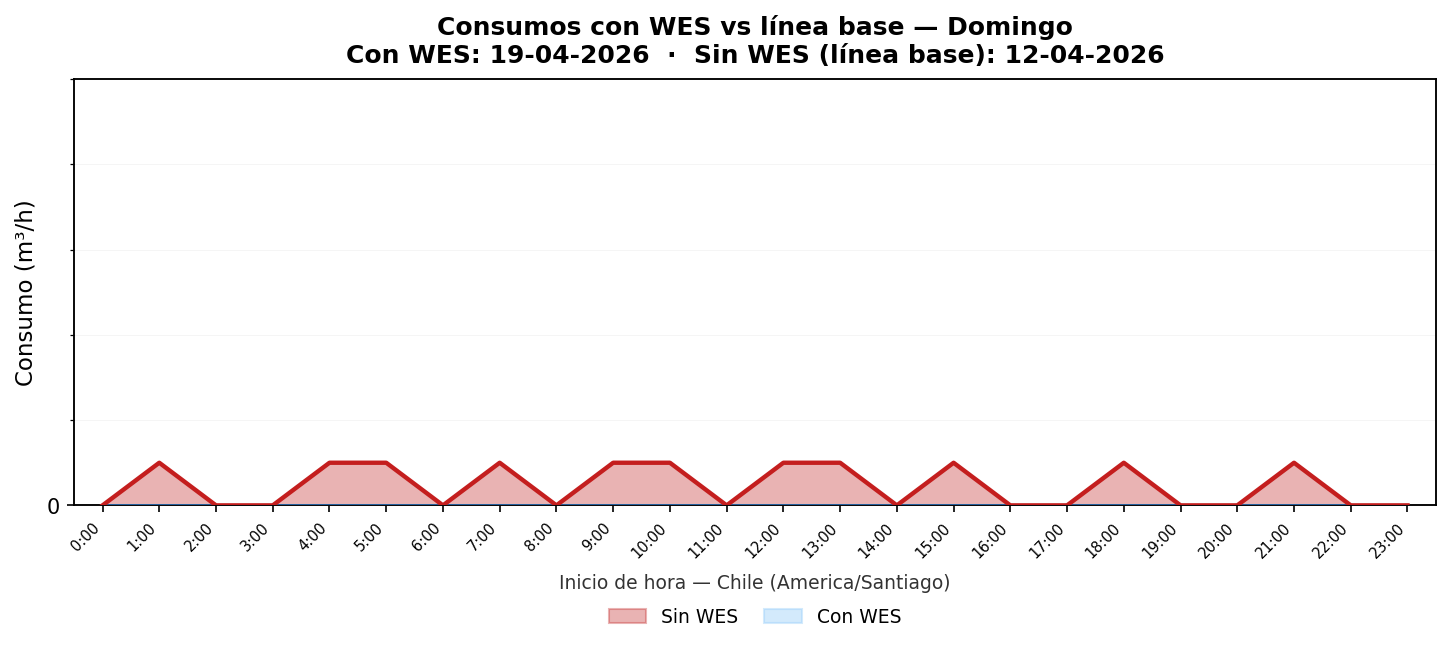 Consumos con WES vs línea base — Domingo
Con WES: 19-04-2026 · Sin WES (línea base): 12-04-2026
Consumo (m³/h)
0
0:00 1:00 2:00 3:00 4:00 5:00 6:00 7:00 8:00 9:00 10:00 11:00 12:00 13:00 14:00 15:00 16:00 17:00 18:00 19:00 20:00 21:00 22:00 23:00
Inicio de hora — Chile (America/Santiago)
Sin WES Con WES